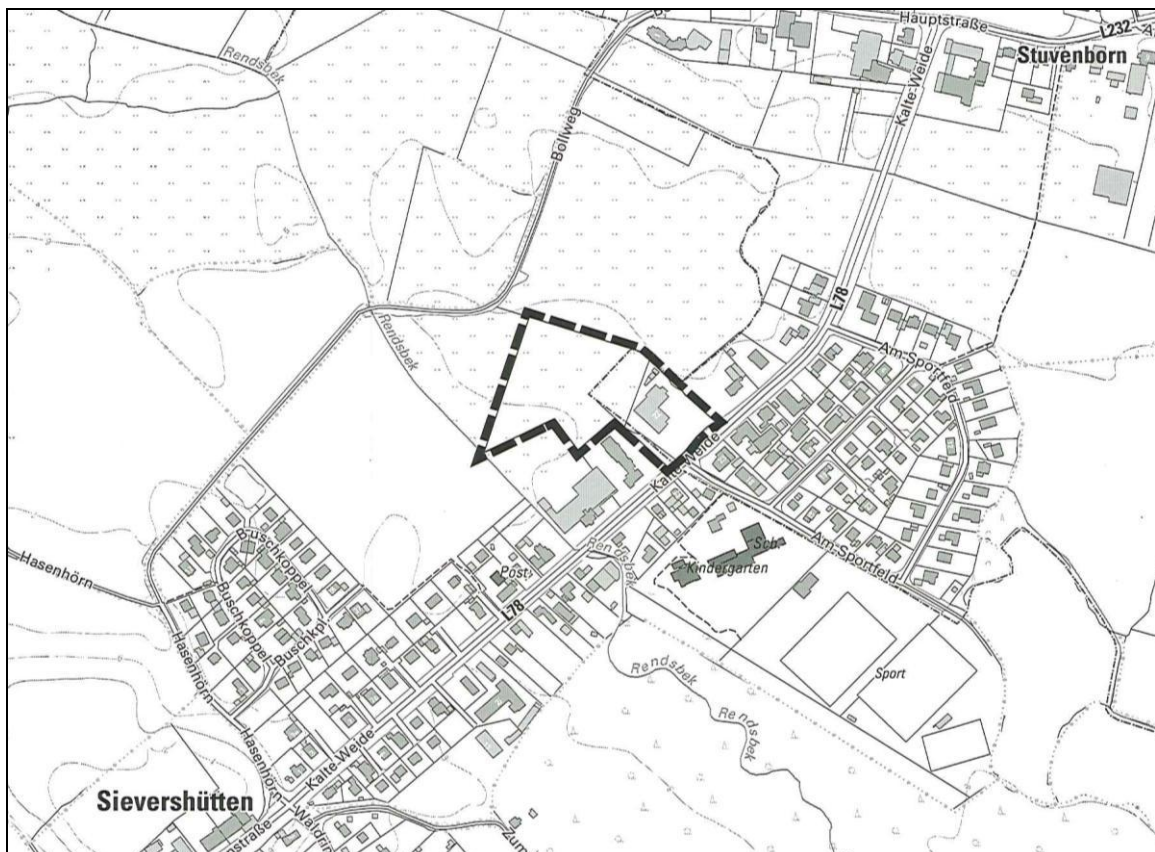 Hauptstraße
L232
Stuvenborn
Rendsbek
Kalte-Weide
Bollweg
L78
Rendsbek
Am-Sportfeld
Kalte-Weide
Sch.
Kindergarten
Am-Sportfeld
Rendsbek
Post
L78
Hasenhörn
Buschkoppel
Buschkoppel
Buschkpl
Hasenhörn
Rendsbek
Sport
Rendsbek
Hasenhörn
Kalte-Weide
Sievershütten